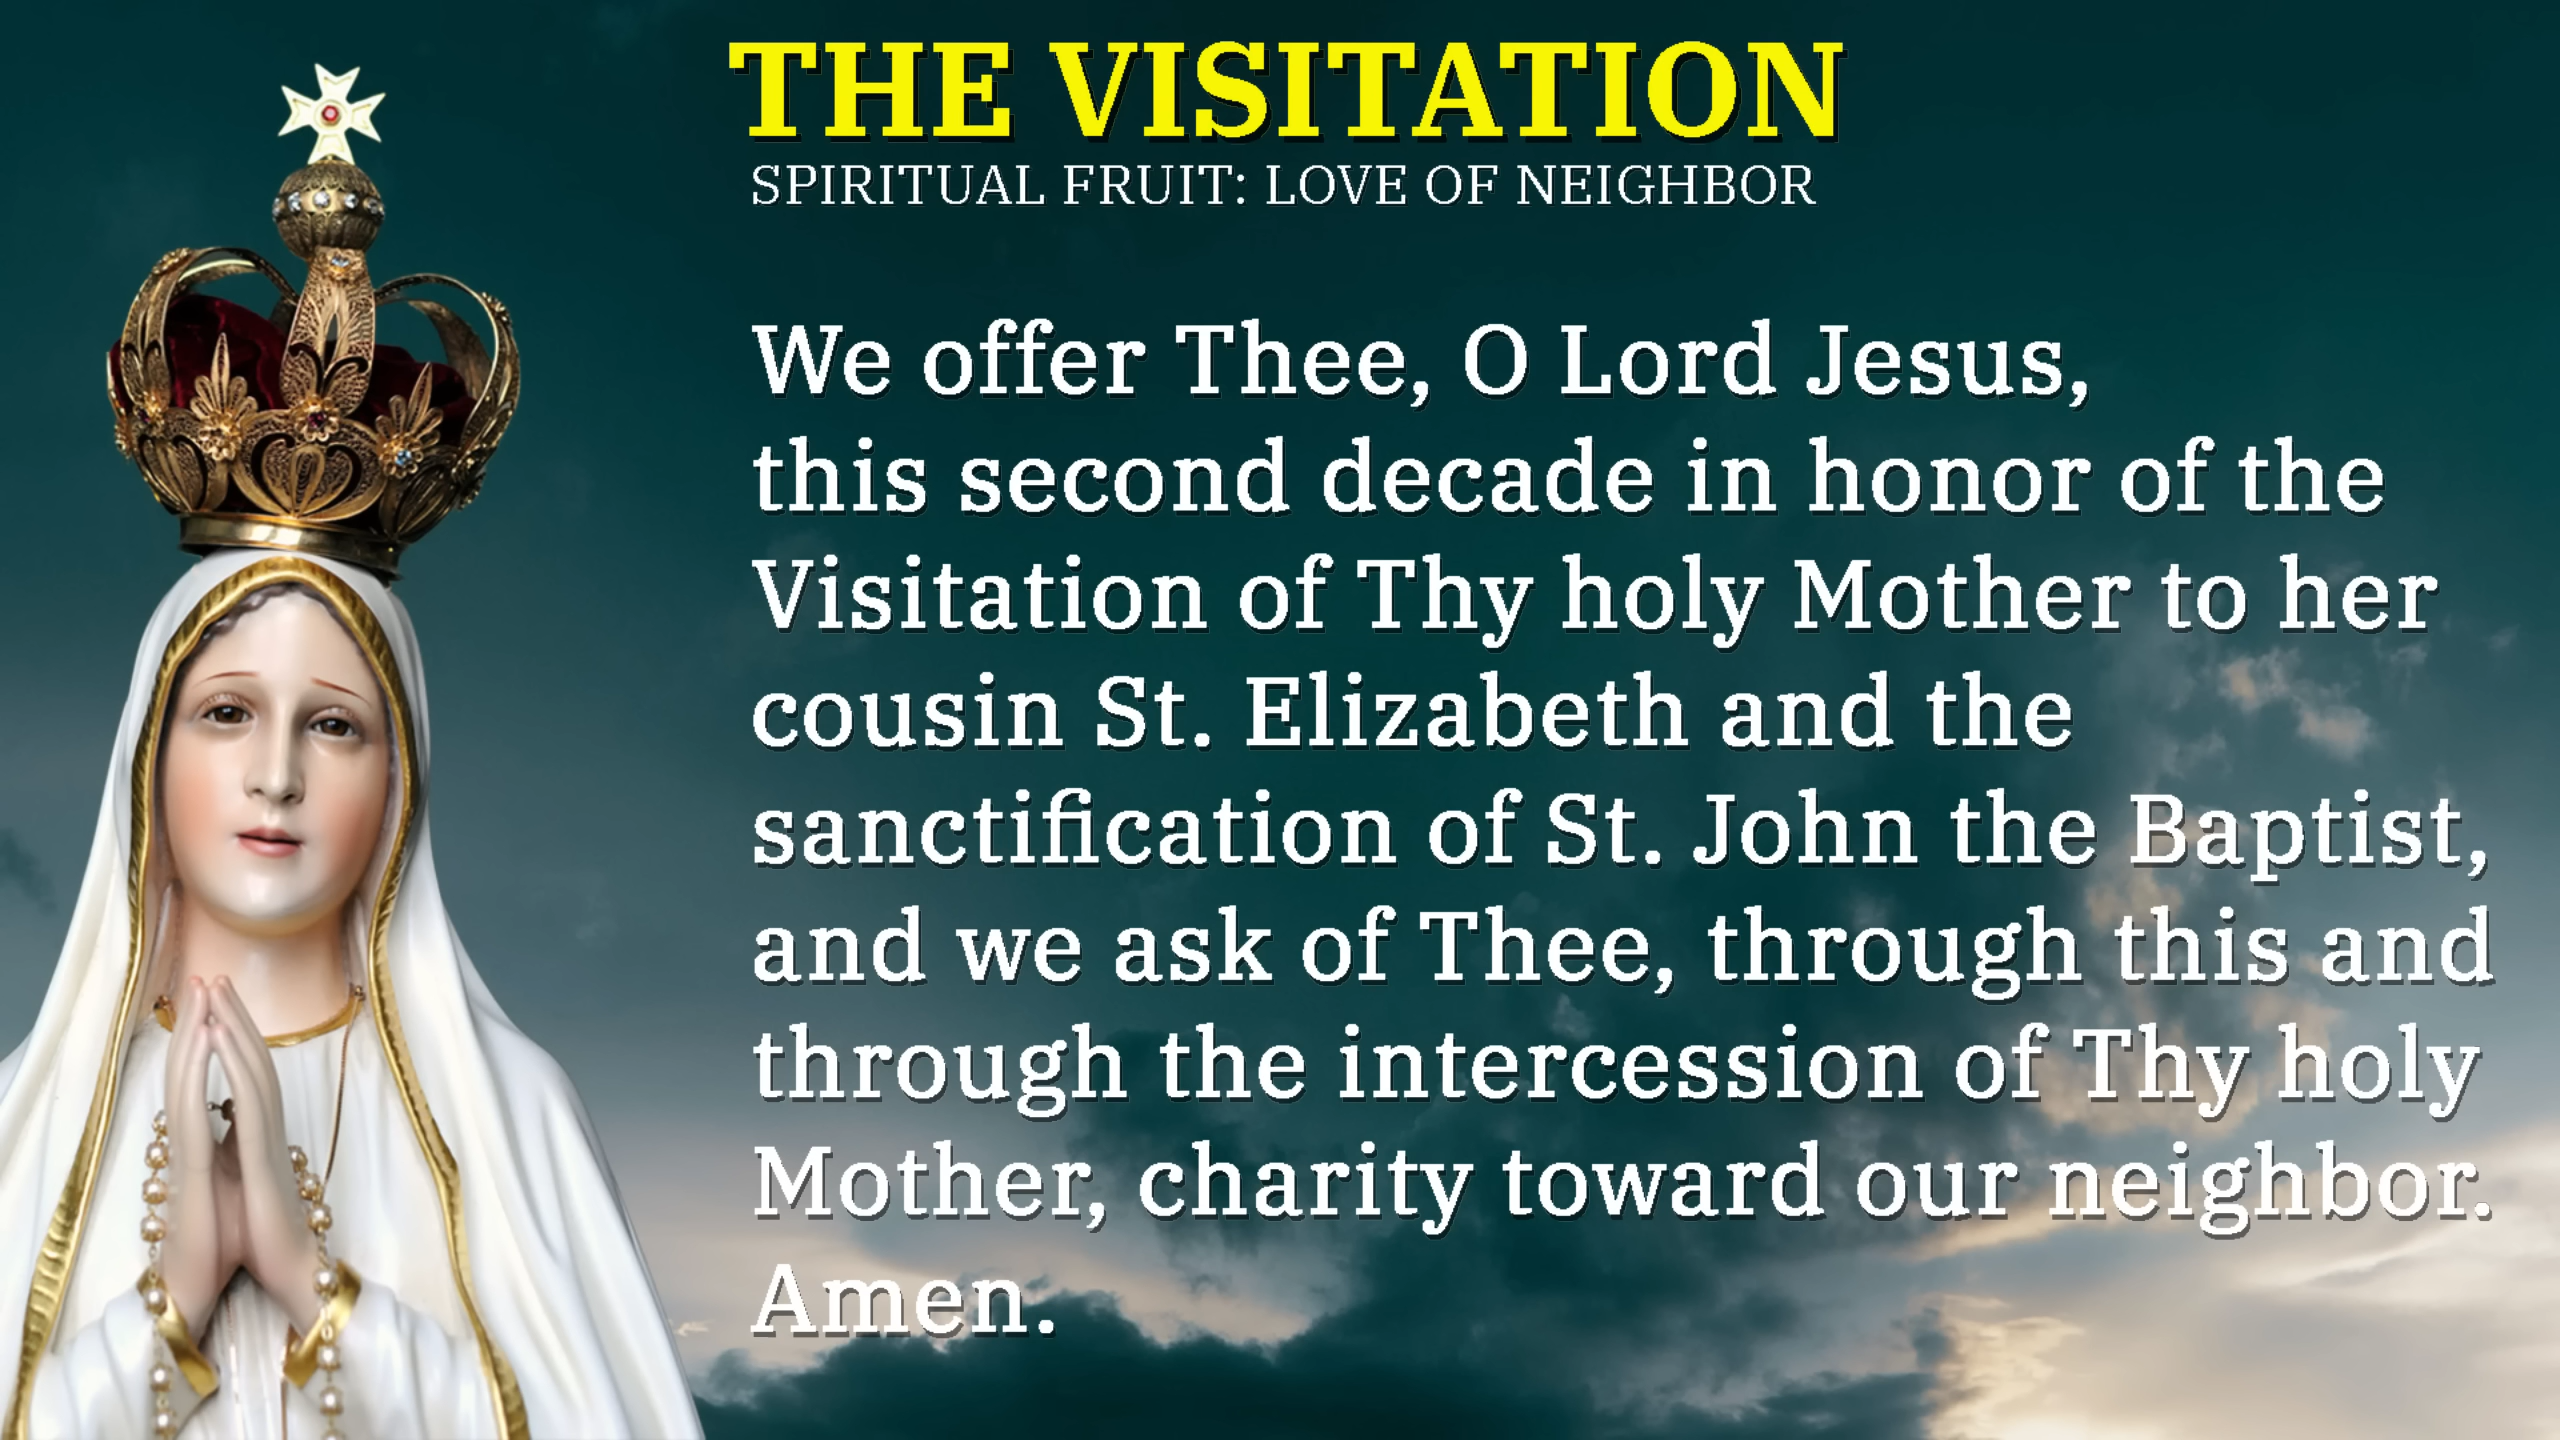 THE VISITATION
SPIRITUAL FRUIT: LOVE OF NEIGHBOR
We offer Thee, O Lord Jesus,
this second decade in honor of the
Visitation of Thy holy Mother to her
cousin St. Elizabeth and the
sanctification of St. John the Baptist,
and we ask of Thee, through this and
through the intercession of Thy holy
Mother, charity toward our neighbor.
Amen.